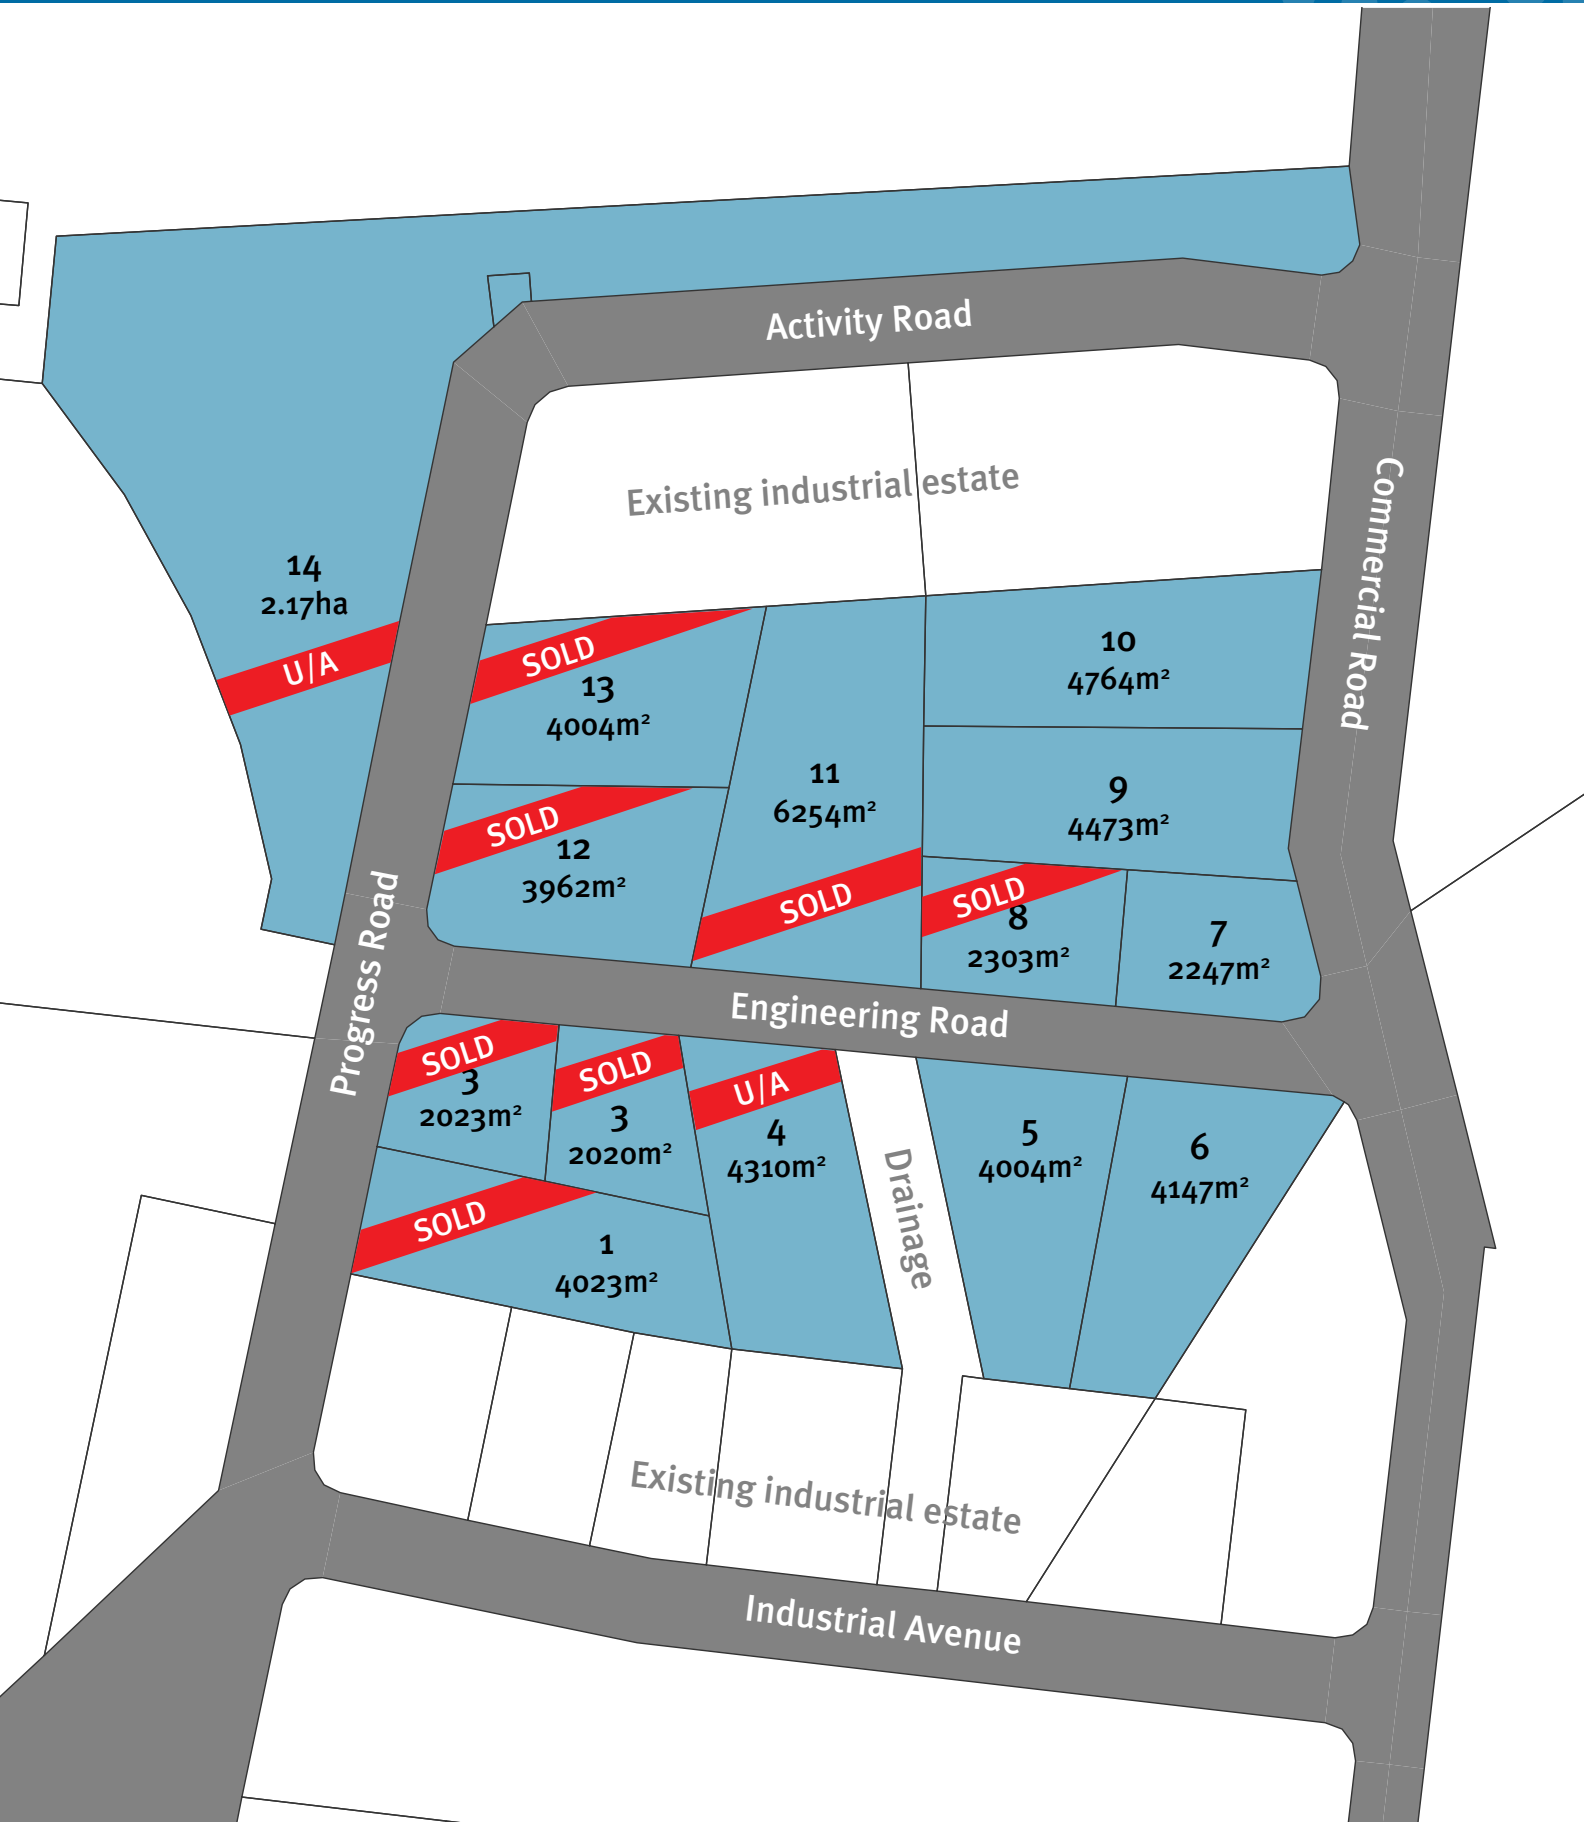 Activity Road
Existing industrial estate
Commercial Road
14
2.17ha
U/A
SOLD
13
4004m²
10
4764m²
11
6254m²
SOLD
9
4473m²
SOLD
12
3962m²
SOLD
8
2303m²
7
2247m²
Progress Road
Engineering Road
SOLD
3
2023m²
SOLD
3
2020m²
U/A
4
4310m²
Drainage
5
4004m²
6
4147m²
SOLD
1
4023m²
Existing industrial estate
Industrial Avenue